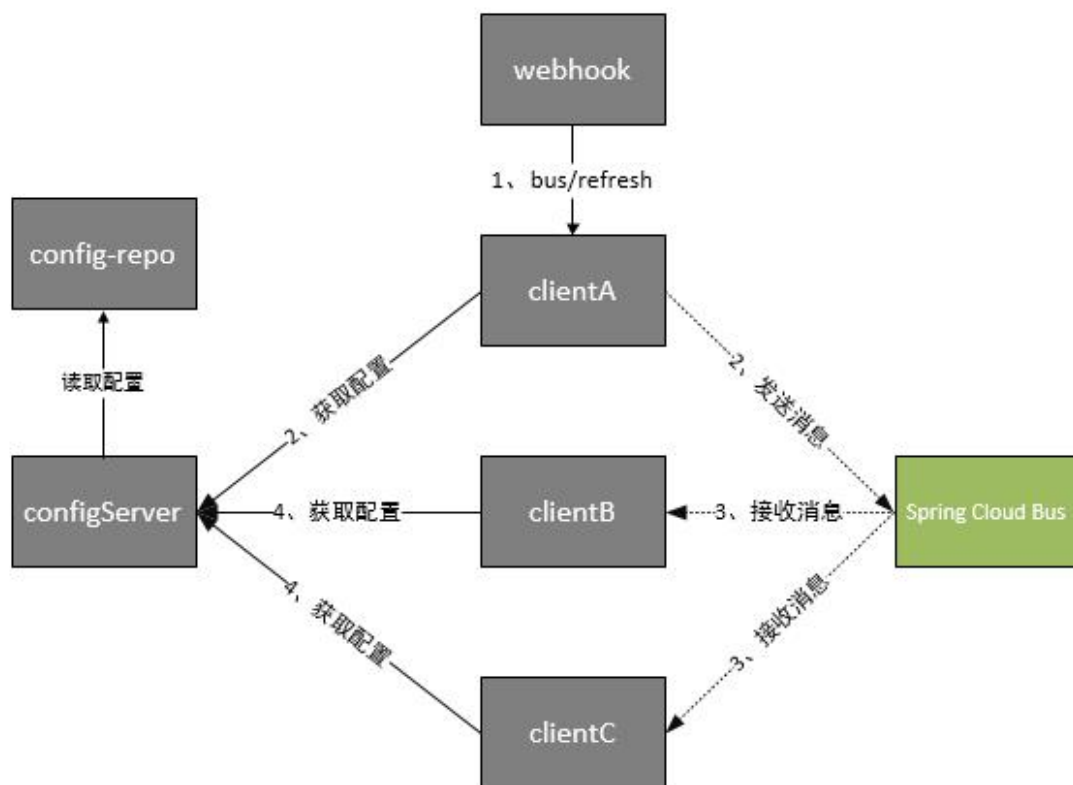 webhook
1、bus/refresh
config-repo
clientA
读取配置
2、获取配置
2、发送消息
configServer
4、获取配置
clientB
3、接收消息
Spring Cloud Bus
4、获取配置
3、接收消息
clientC